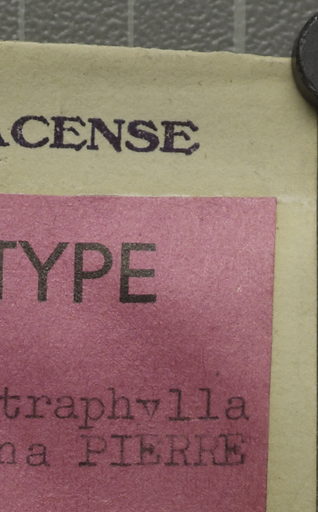 ACENSE
TYPE
traphylla
na PIERRE